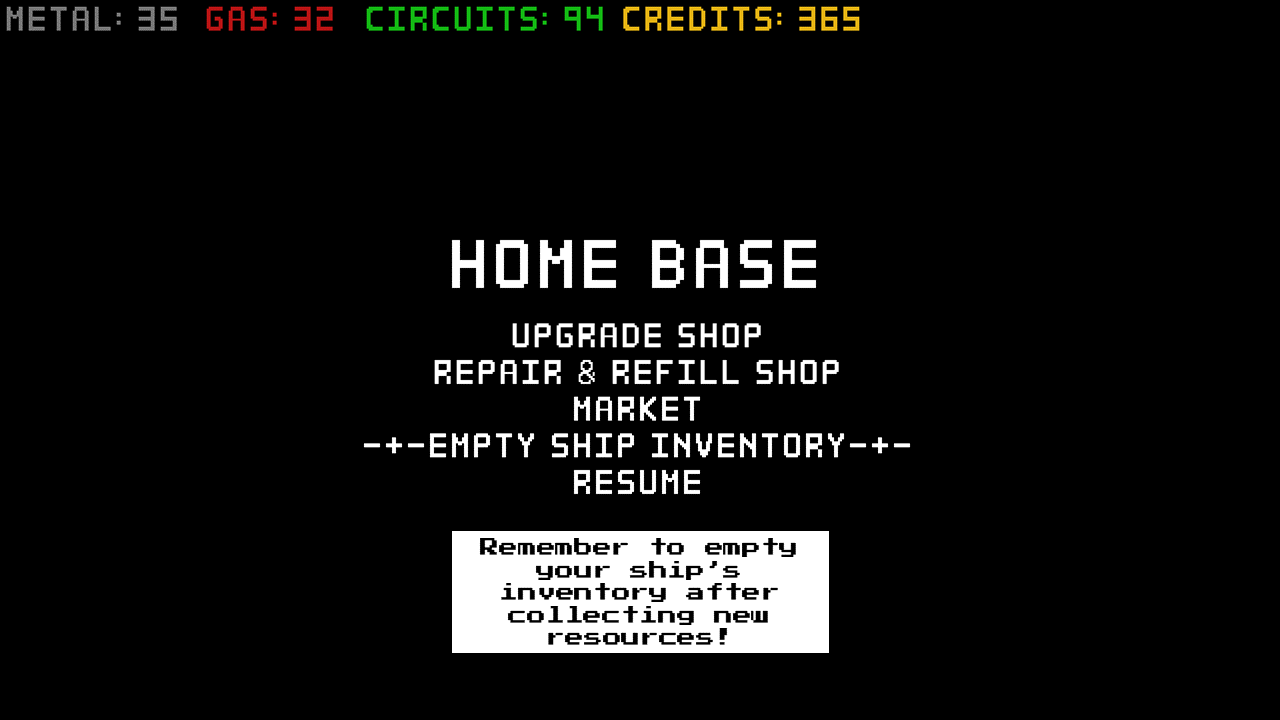 METAL: 35 GAS: 32 CIRCUITS: 94 CREDITS: 365
HOME BASE
UPGRADE SHOP
REPAIR & REFILL SHOP
MARKET
-+-EMPTY SHIP INVENTORY-+-
RESUME
Remember to empty
your ship's
inventory after
collecting new
resources!